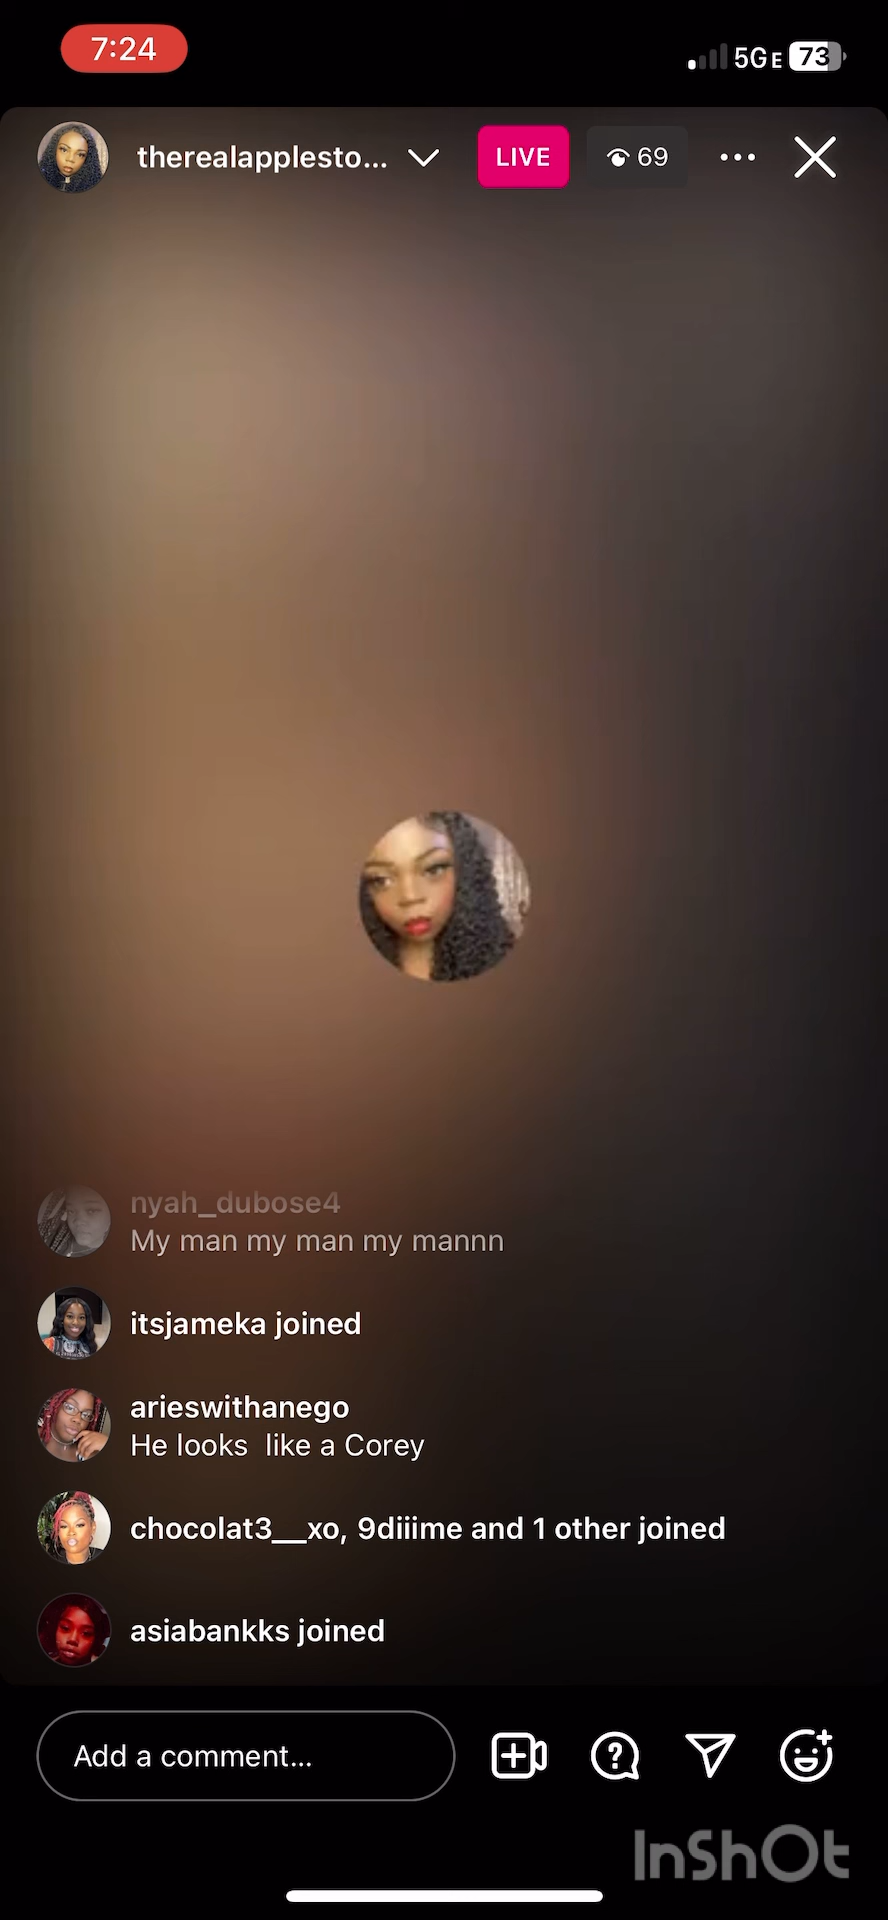 7:24
5GE 73
therealapplesto...
LIVE
69
nyah_dubose4
My man my man my mannn
itsjameka joined
arieswithanego
He looks  like a Corey
chocolat3__xo, 9diiime and 1 other joined
asiabankks joined
Add a comment...
InShOt